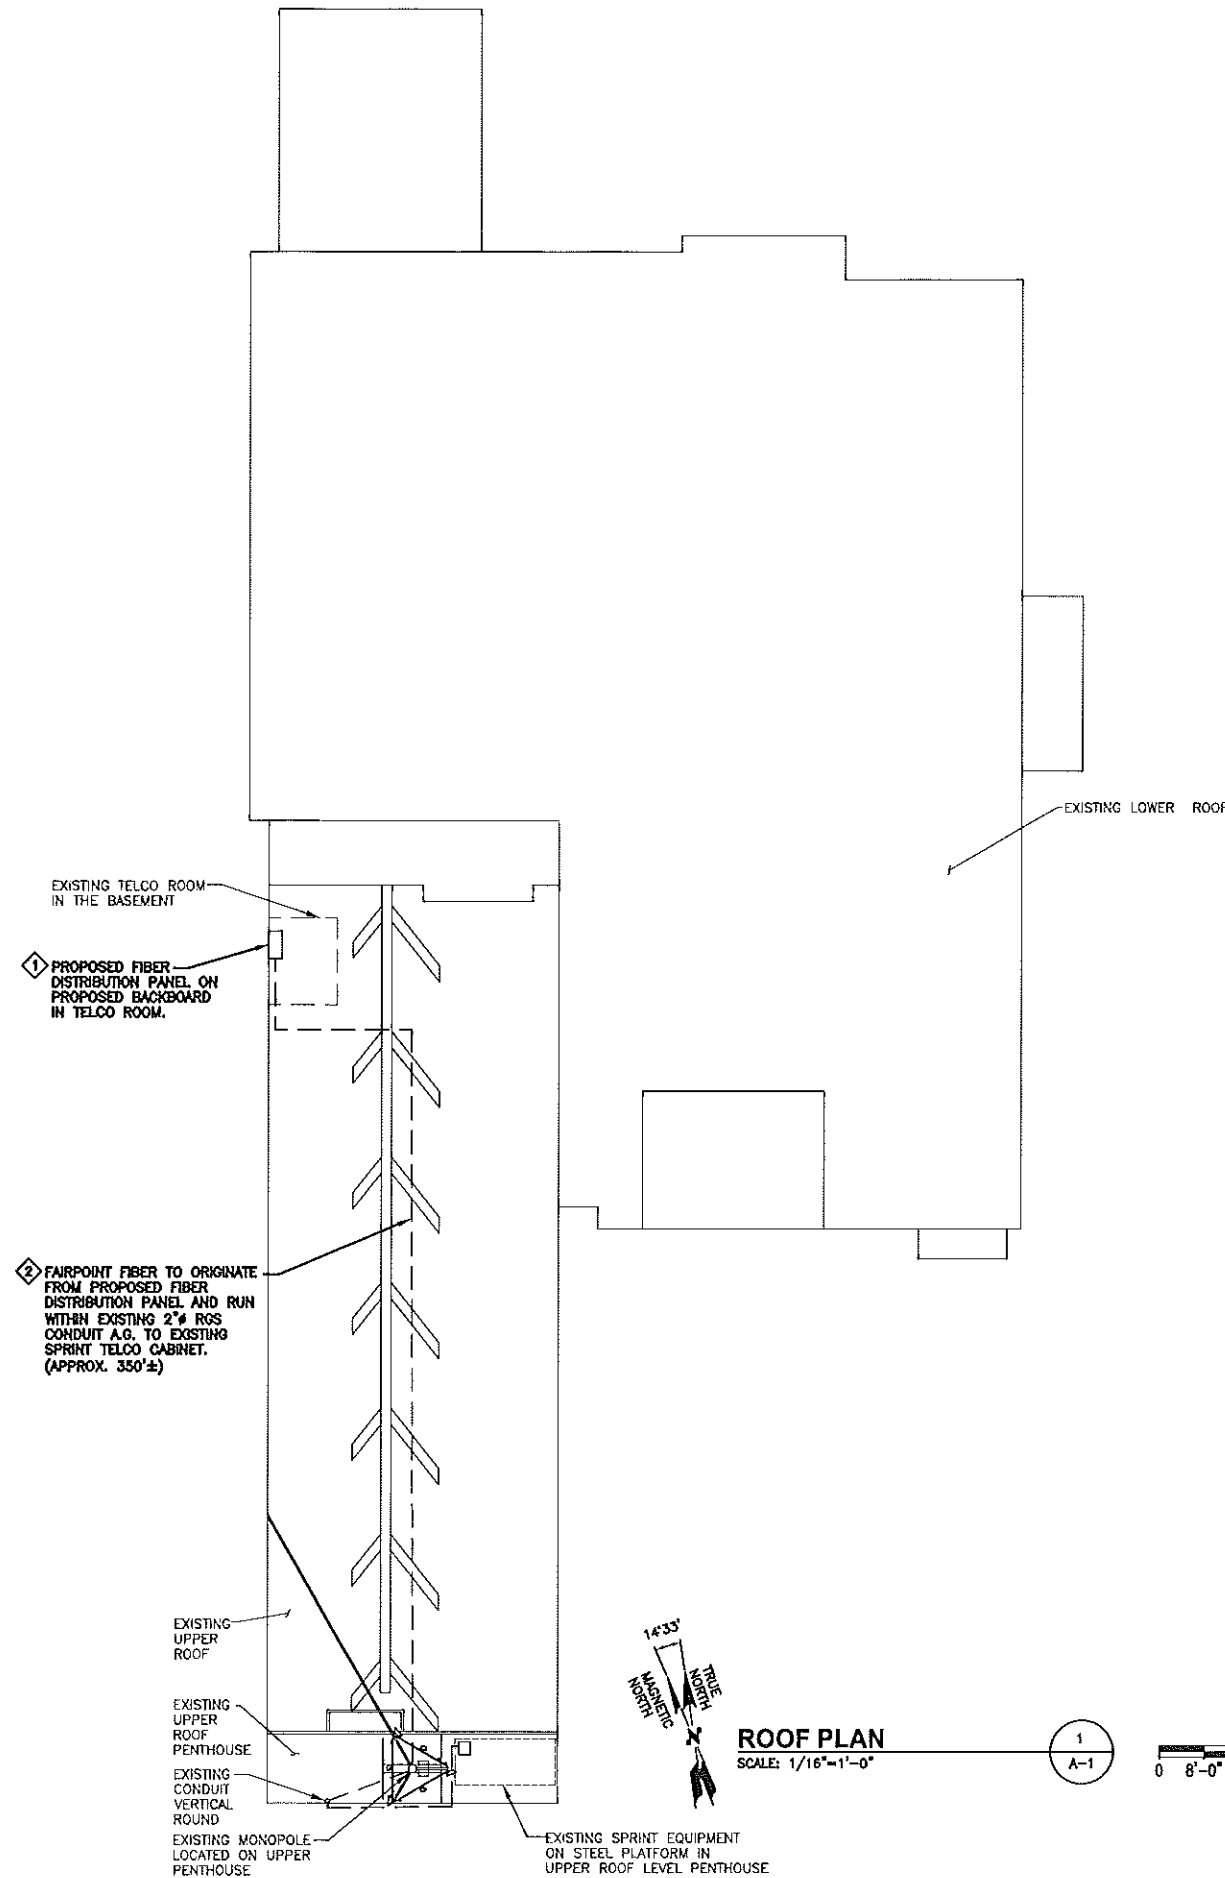 EXISTING LOWER ROOF
EXISTING TELCO ROOM
IN THE BASEMENT
1 PROPOSED FIBER
DISTRIBUTION PANEL ON
PROPOSED BACKBOARD
IN TELCO ROOM.
2 FAIRPOINT FIBER TO ORIGINATE
FROM PROPOSED FIBER
DISTRIBUTION PANEL AND RUN
WITHIN EXISTING 2"ø RGS
CONDUIT A.G. TO EXISTING
SPRINT TELCO CABINET.
(APPROX. 350'±)
EXISTING
UPPER
ROOF
EXISTING
UPPER
ROOF
PENTHOUSE
EXISTING
CONDUIT
VERTICAL
ROUND
EXISTING MONOPOLE
LOCATED ON UPPER
PENTHOUSE
EXISTING SPRINT EQUIPMENT
ON STEEL PLATFORM IN
UPPER ROOF LEVEL PENTHOUSE
14°33'
MAGNETIC
NORTH
TRUE
NORTH
N
ROOF PLAN
SCALE: 1/16"=1'-0"
1
A-1
0 8'-0"